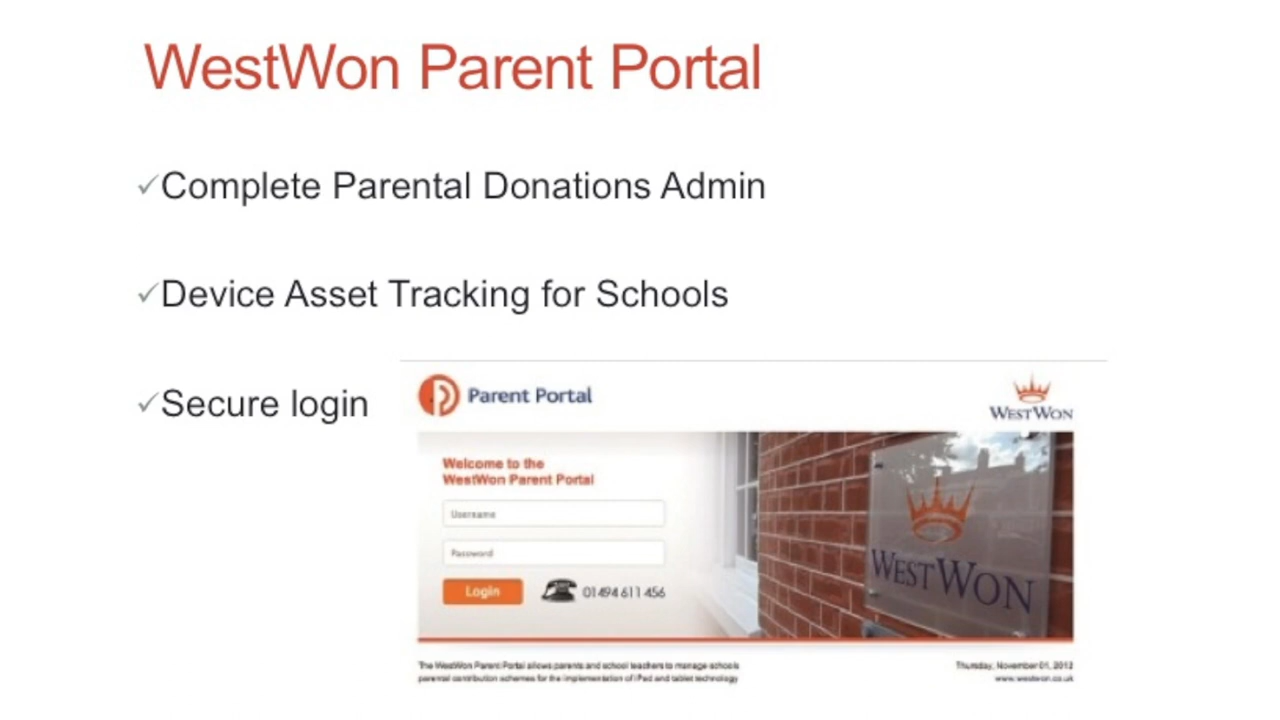 WestWon Parent Portal
✓Complete Parental Donations Admin
✓Device Asset Tracking for Schools
✓Secure login
Parent Portal
WESTWON
Welcome to the
WestWon Parent Portal
Username
Password
Login
01494 611 456
WESTWON
The WestWon Parent Portal allows parents and school teachers to manage schools
parental contribution schemes for the implementation of iPad and tablet technology
Thursday, November 01, 2012
www.westwon.co.uk